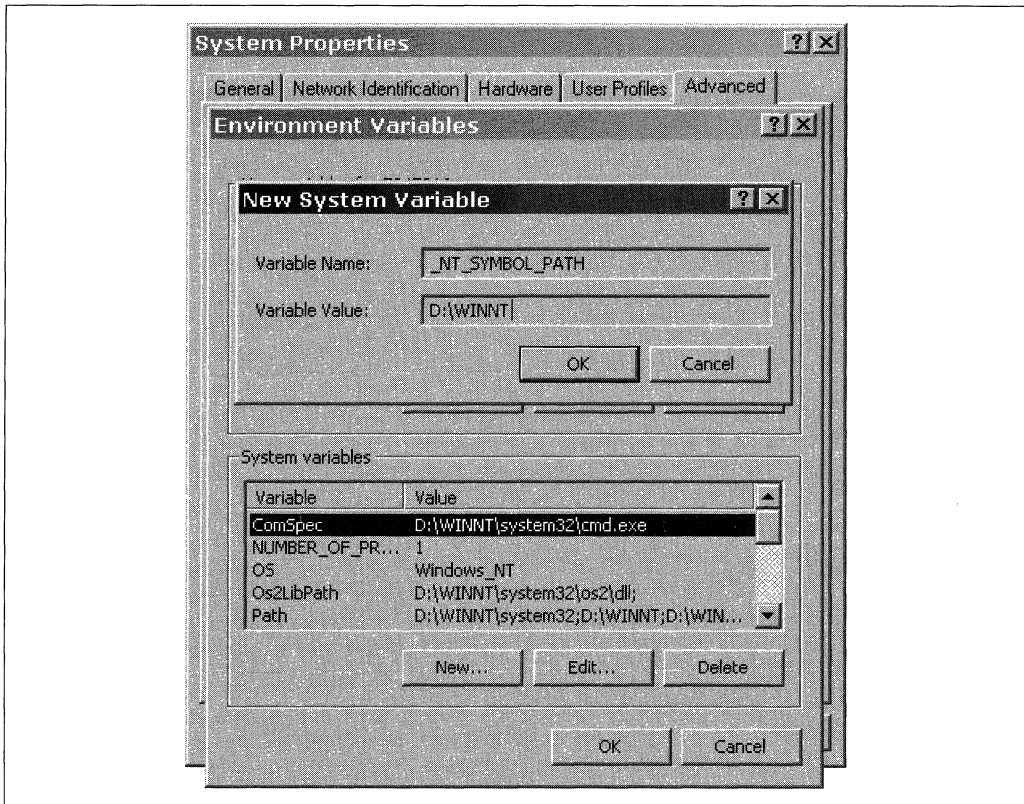 System Properties
General Network Identification Hardware User Profiles Advanced
Environment Variables
New System Variable
Variable Name: _NT_SYMBOL_PATH
Variable Value: D:\WINNT
OK Cancel
System variables
Variable Value
ComSpec D:\WINNT\system32\cmd.exe
NUMBER_OF_PR... 1
OS Windows_NT
Os2LibPath D:\WINNT\system32\os2\dll;
Path D:\WINNT\system32;D:\WINNT;D:\WIN...
New... Edit... Delete
OK Cancel